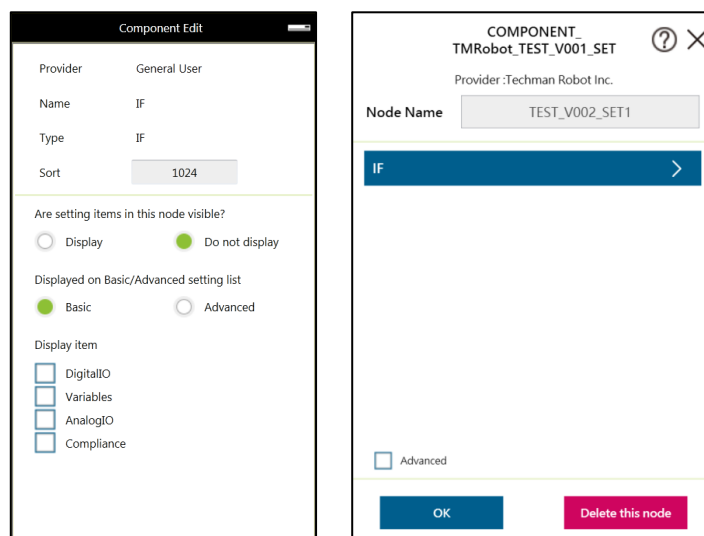 Component Edit
Provider General User
Name IF
Type IF
Sort 1024
Are setting items in this node visible?
Display Do not display
Displayed on Basic/Advanced setting list
Basic Advanced
Display item
DigitalIO
Variables
AnalogIO
Compliance
COMPONENT_
TMRobot_TEST_V001_SET
Provider :Techman Robot Inc.
Node Name TEST_V002_SET1
IF
Advanced
OK Delete this node